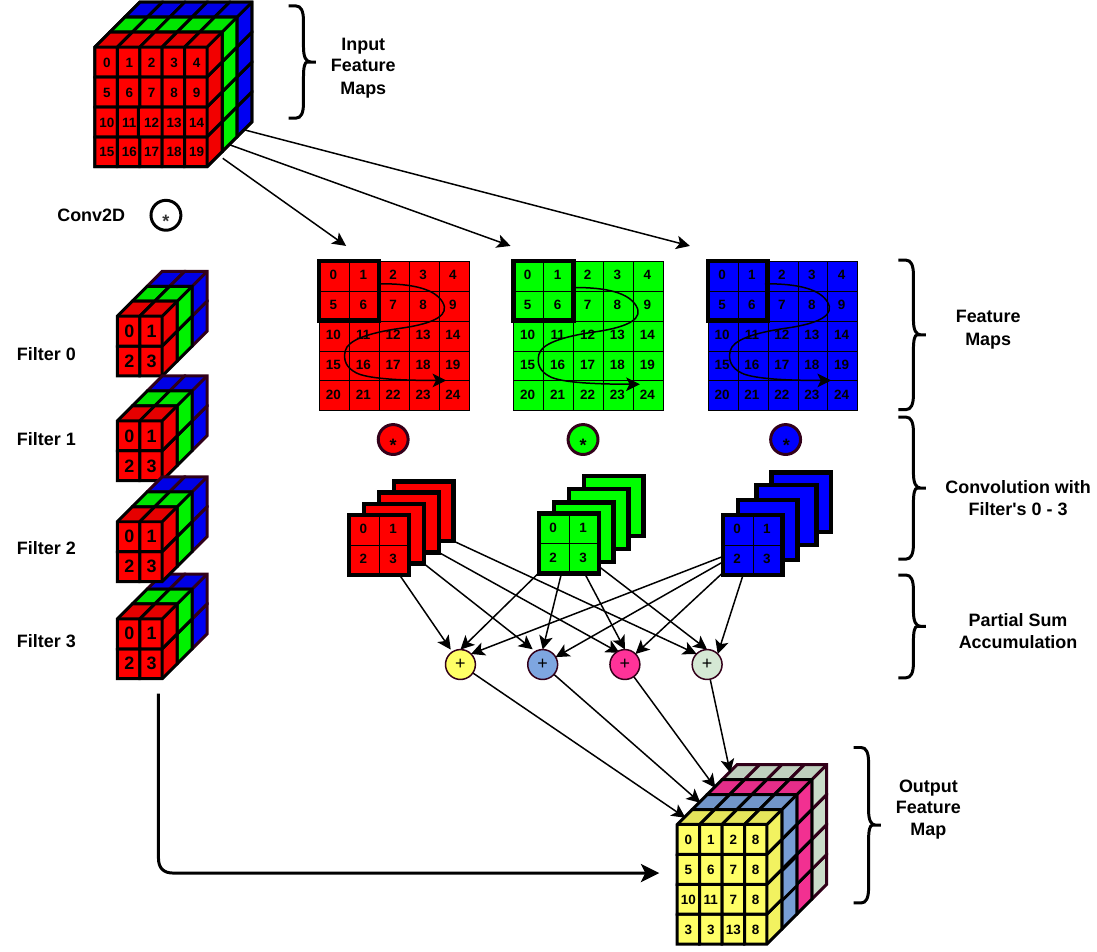 Input
Feature
Maps
0 1 2 3 4
5 6 7 8 9
10 11 12 13 14
15 16 17 18 19
Conv2D *
Filter 0
0 1
2 3
Filter 1
0 1
2 3
Filter 2
0 1
2 3
Filter 3
0 1
2 3
0 1 2 3 4
5 6 7 8 9
10 11 12 13 14
15 16 17 18 19
20 21 22 23 24
0 1 2 3 4
5 6 7 8 9
10 11 12 13 14
15 16 17 18 19
20 21 22 23 24
0 1 2 3 4
5 6 7 8 9
10 11 12 13 14
15 16 17 18 19
20 21 22 23 24
Feature
Maps
* * *
0 1
2 3
0 1
2 3
0 1
2 3
Convolution with
Filter's 0 - 3
+ + + +
Partial Sum
Accumulation
0 1 2 8
5 6 7 8
10 11 7 8
3 3 13 8
Output
Feature
Map